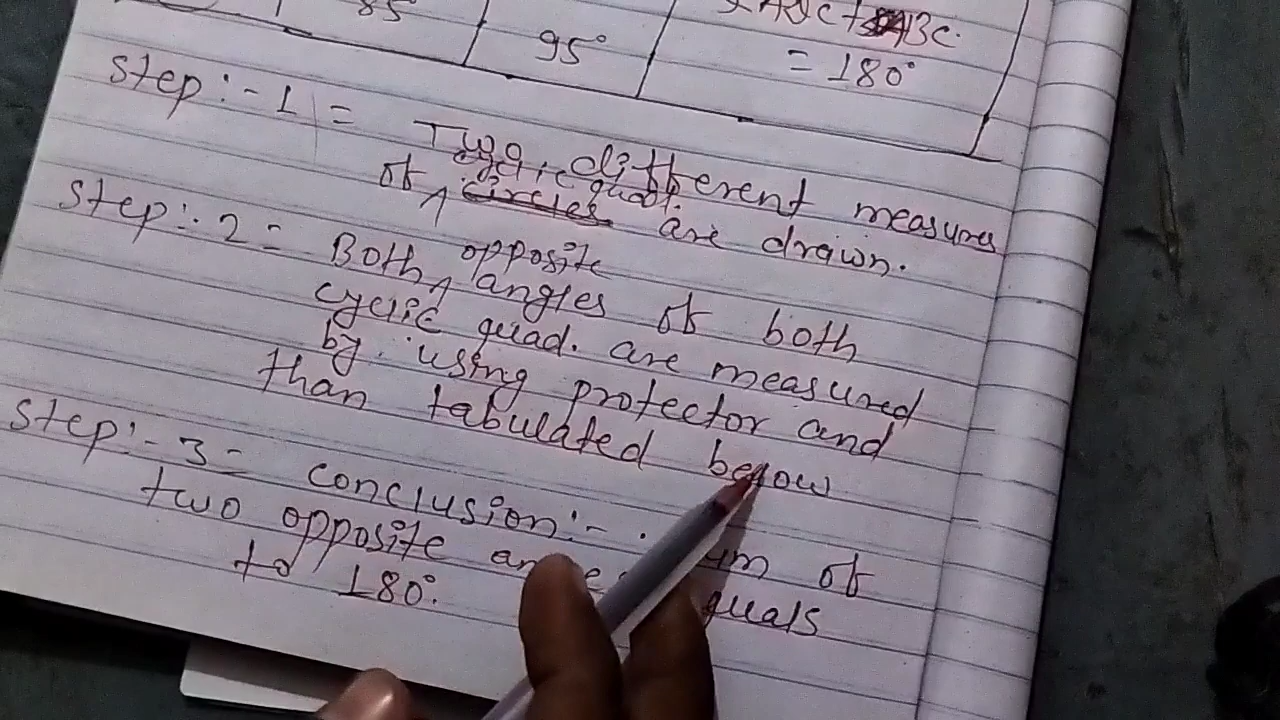 85°
95°
= 180°
Step:-1 = Two different measures
of cyclic quad. circles are drawn.
Step:-2 = Both opposite angles of both
cyclic quad. are measured
by using protector and
than tabulated below
Step:-3 = Conclusion:- of
two opposite equals
to 180°.